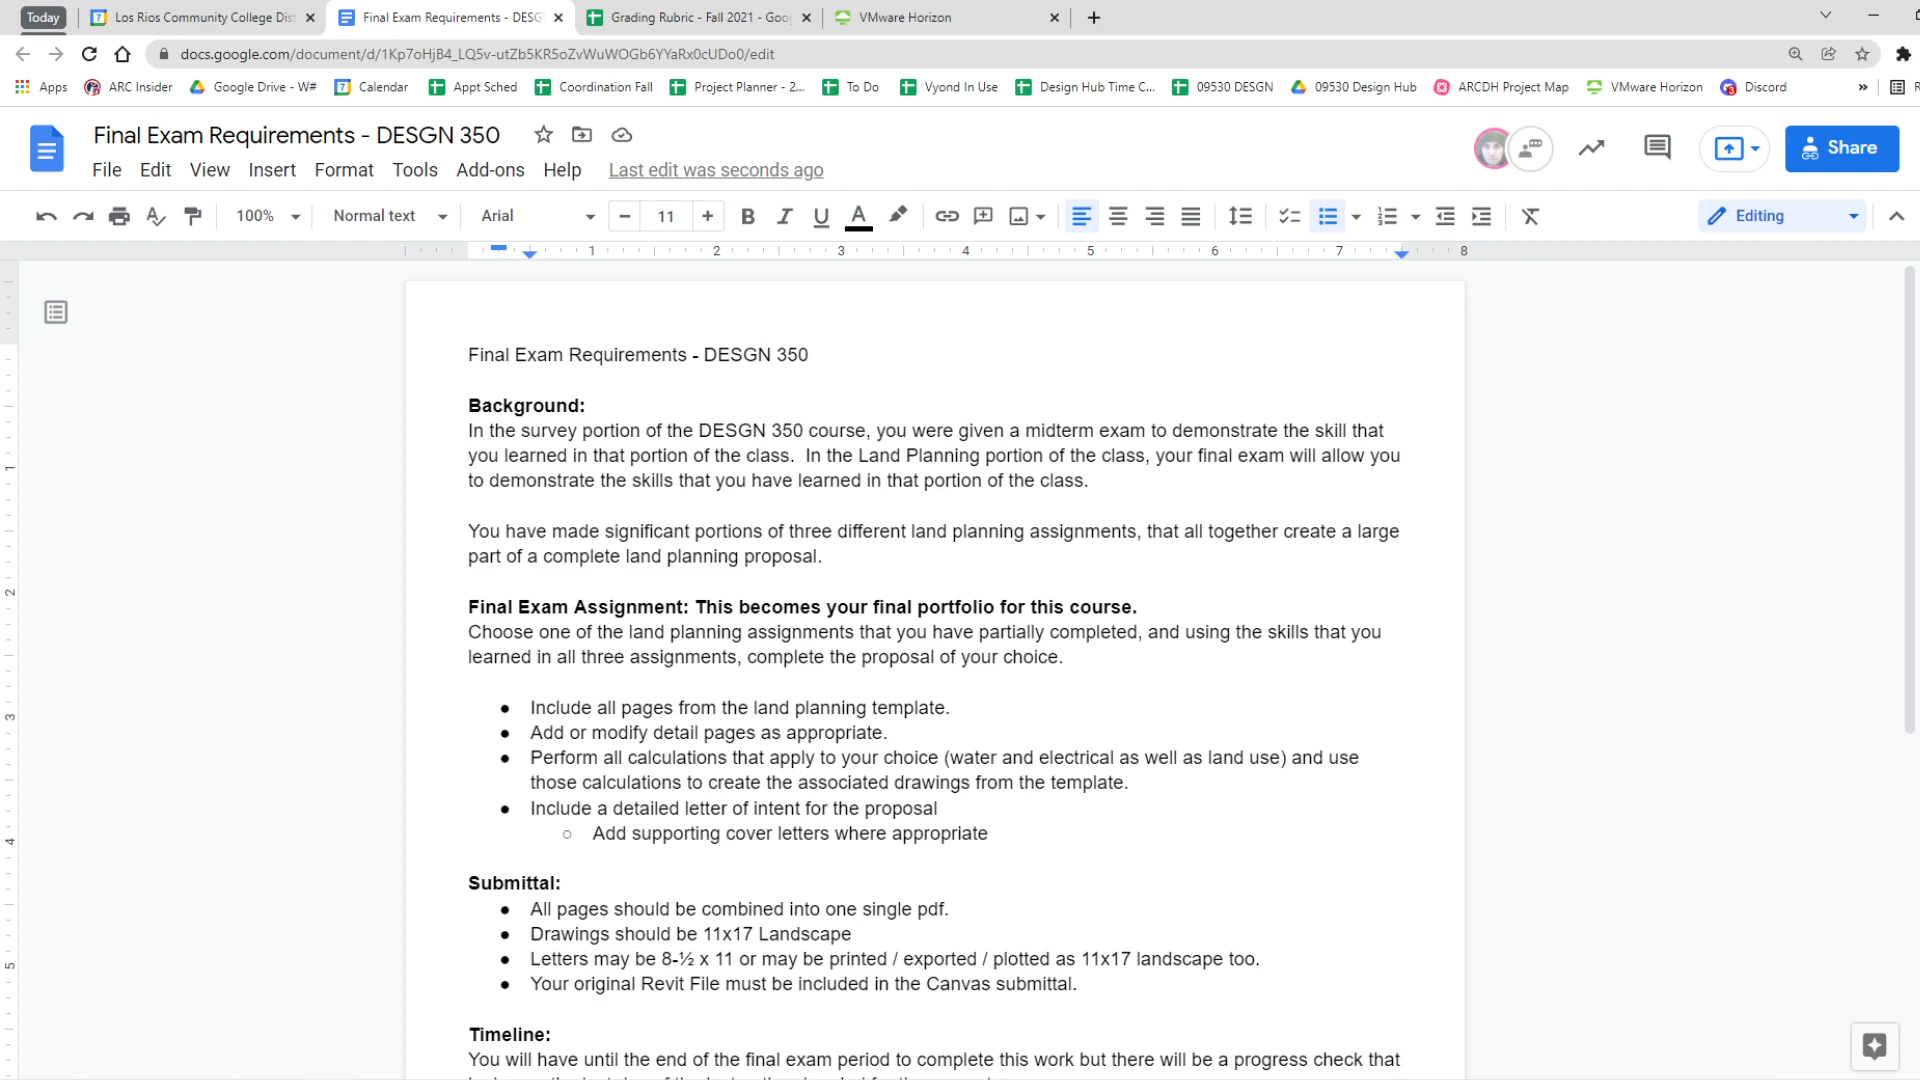 Today
Los Rios Community College Dist
Final Exam Requirements - DESG
Grading Rubric - Fall 2021 - Goo
VMware Horizon
docs.google.com/document/d/1Kp7oHjB4_LQ5v-utZb5KR5oZvWuWOGb6YYaRx0cUDo0/edit
Apps ARC Insider Google Drive - W# Calendar Appt Sched Coordination Fall Project Planner - 2... To Do Vyond In Use Design Hub Time C... 09530 DESGN 09530 Design Hub ARCDH Project Map VMware Horizon Discord »
Final Exam Requirements - DESGN 350
Share
File Edit View Insert Format Tools Add-ons Help Last edit was seconds ago
100% Normal text Arial 11 Editing
1 2 3 4 5 6 7 8
Final Exam Requirements - DESGN 350
Background:
In the survey portion of the DESGN 350 course, you were given a midterm exam to demonstrate the skill that
you learned in that portion of the class.  In the Land Planning portion of the class, your final exam will allow you
to demonstrate the skills that you have learned in that portion of the class.
You have made significant portions of three different land planning assignments, that all together create a large
part of a complete land planning proposal.
Final Exam Assignment: This becomes your final portfolio for this course.
Choose one of the land planning assignments that you have partially completed, and using the skills that you
learned in all three assignments, complete the proposal of your choice.
● Include all pages from the land planning template.
● Add or modify detail pages as appropriate.
● Perform all calculations that apply to your choice (water and electrical as well as land use) and use
those calculations to create the associated drawings from the template.
● Include a detailed letter of intent for the proposal
○ Add supporting cover letters where appropriate
Submittal:
● All pages should be combined into one single pdf.
● Drawings should be 11x17 Landscape
● Letters may be 8-½ x 11 or may be printed / exported / plotted as 11x17 landscape too.
● Your original Revit File must be included in the Canvas submittal.
Timeline:
You will have until the end of the final exam period to complete this work but there will be a progress check that
1
2
3
4
5